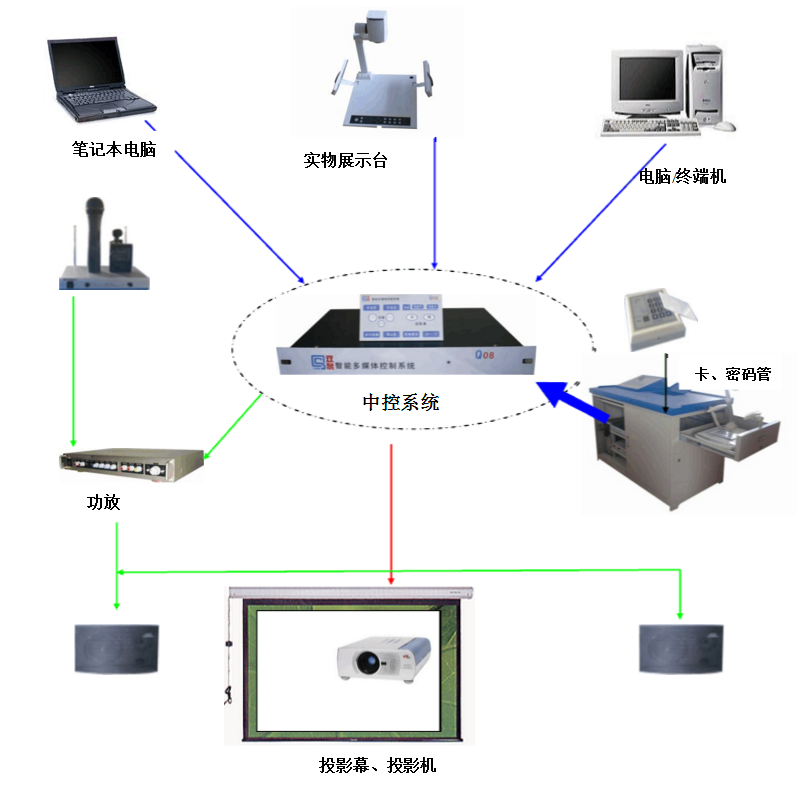 笔记本电脑
实物展示台
电脑/终端机
卡、密码管
智能多媒体控制系统
Q08
中控系统
功放
投影幕、投影机